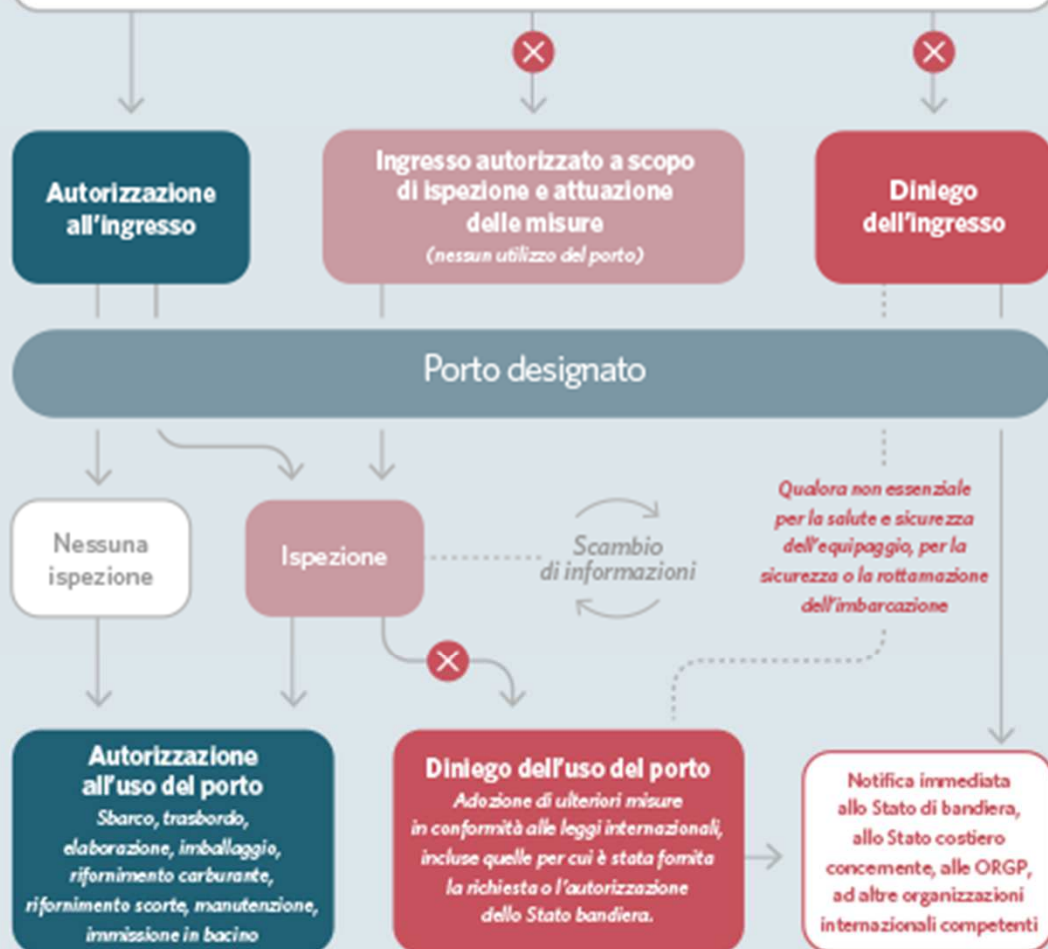 Autorizzazione
all'ingresso
Ingresso autorizzato a scopo
di ispezione e attuazione
delle misure
(nessun utilizzo del porto)
Diniego
dell'ingresso
Porto designato
Nessuna
ispezione
Ispezione
Scambio
di informazioni
Qualora non essenziale
per la salute e sicurezza
dell'equipaggio, per la
sicurezza o la rottamazione
dell'imbarcazione
Autorizzazione
all'uso del porto
Sbarco, trasbordo,
elaborazione, imballaggio,
rifornimento carburante,
rifornimento scorte, manutenzione,
immissione in bacino
Diniego dell'uso del porto
Adozione di ulteriori misure
in conformità alle leggi internazionali,
incluse quelle per cui è stata fornita
la richiesta o l'autorizzazione
dello Stato bandiera.
Notifica immediata
allo Stato di bandiera,
allo Stato costiero
concernente, alle ORGP,
ad altre organizzazioni
internazionali competenti